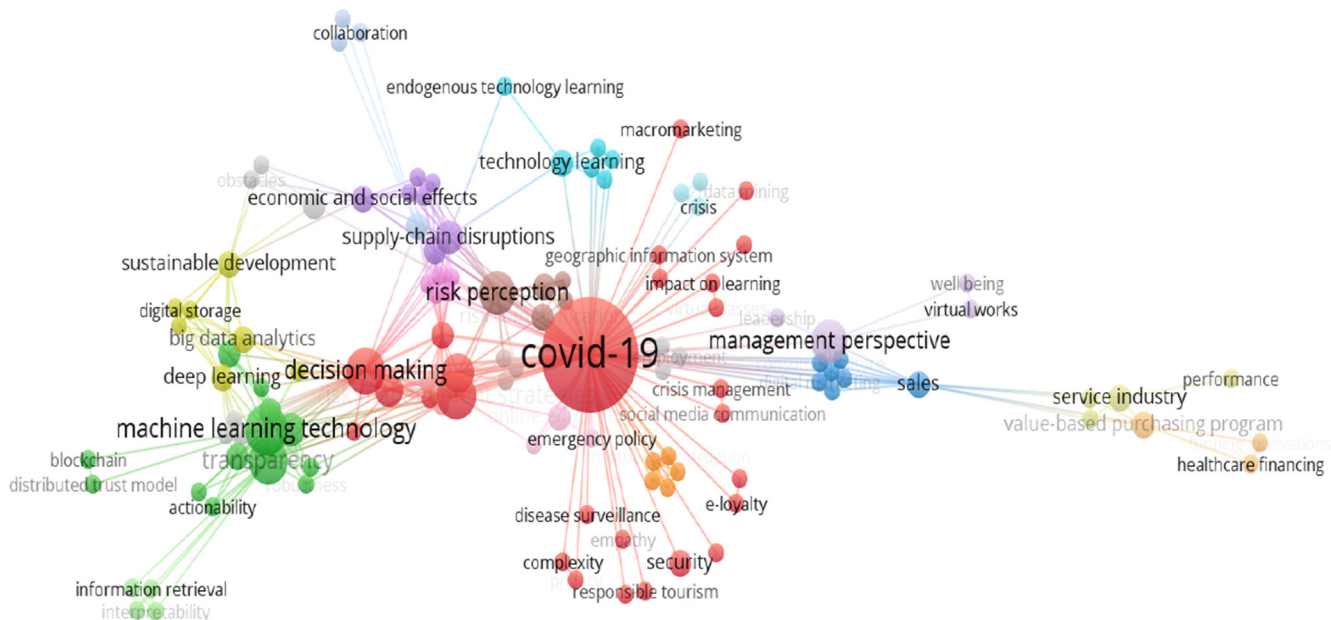 collaboration
endogenous technology learning
macromarketing
technology learning
obstacles
data mining
economic and social effects
crisis
supply-chain disruptions
geographic information system
sustainable development
impact on learning
well being
risk perception
digital storage
virtual works
leadership
big data analytics
management perspective
covid-19
decision making
deep learning
employment
sales
performance
crisis management
service industry
social media communication
online
value-based purchasing program
machine learning technology
emergency policy
transparency
blockchain
healthcare financing
distributed trust model
robustness
actionability
e-loyalty
disease surveillance
empathy
complexity
security
privacy
information retrieval
responsible tourism
interpretability